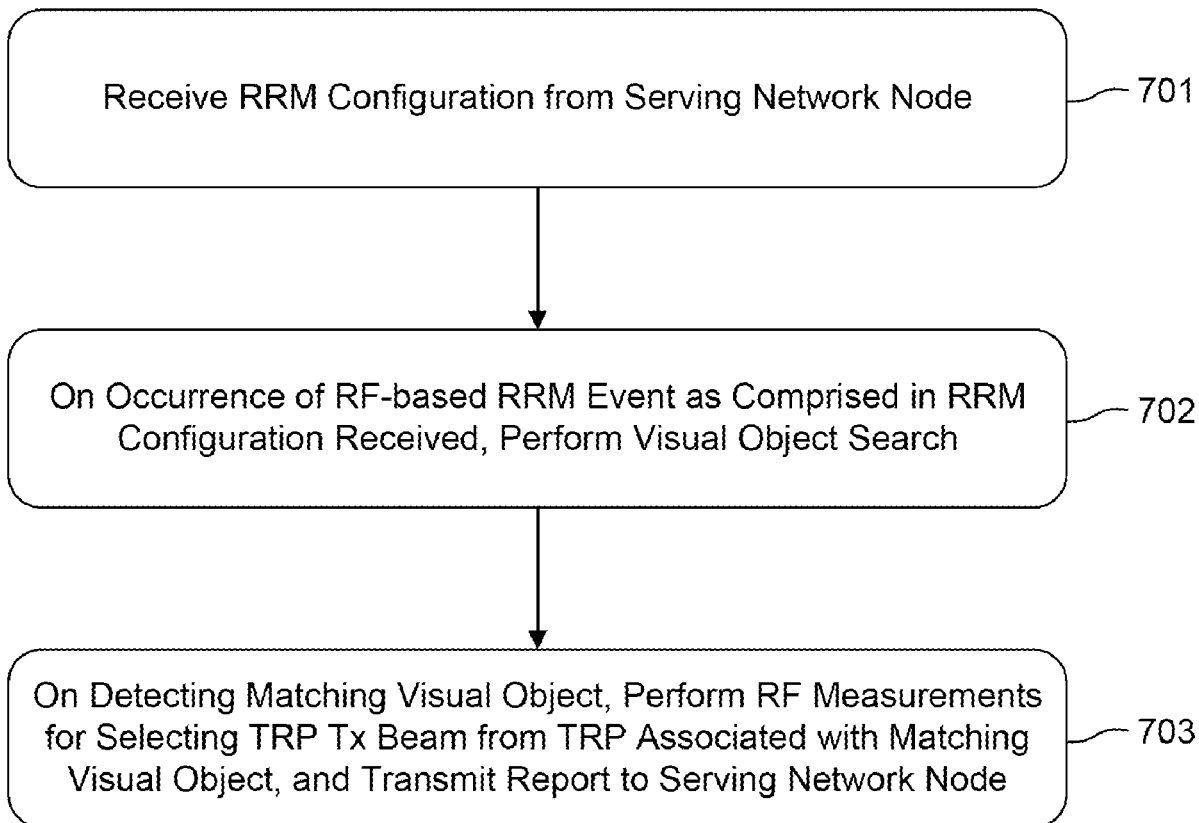 Receive RRM Configuration from Serving Network Node
701
On Occurrence of RF-based RRM Event as Comprised in RRM
Configuration Received, Perform Visual Object Search
702
On Detecting Matching Visual Object, Perform RF Measurements
for Selecting TRP Tx Beam from TRP Associated with Matching
Visual Object, and Transmit Report to Serving Network Node
703